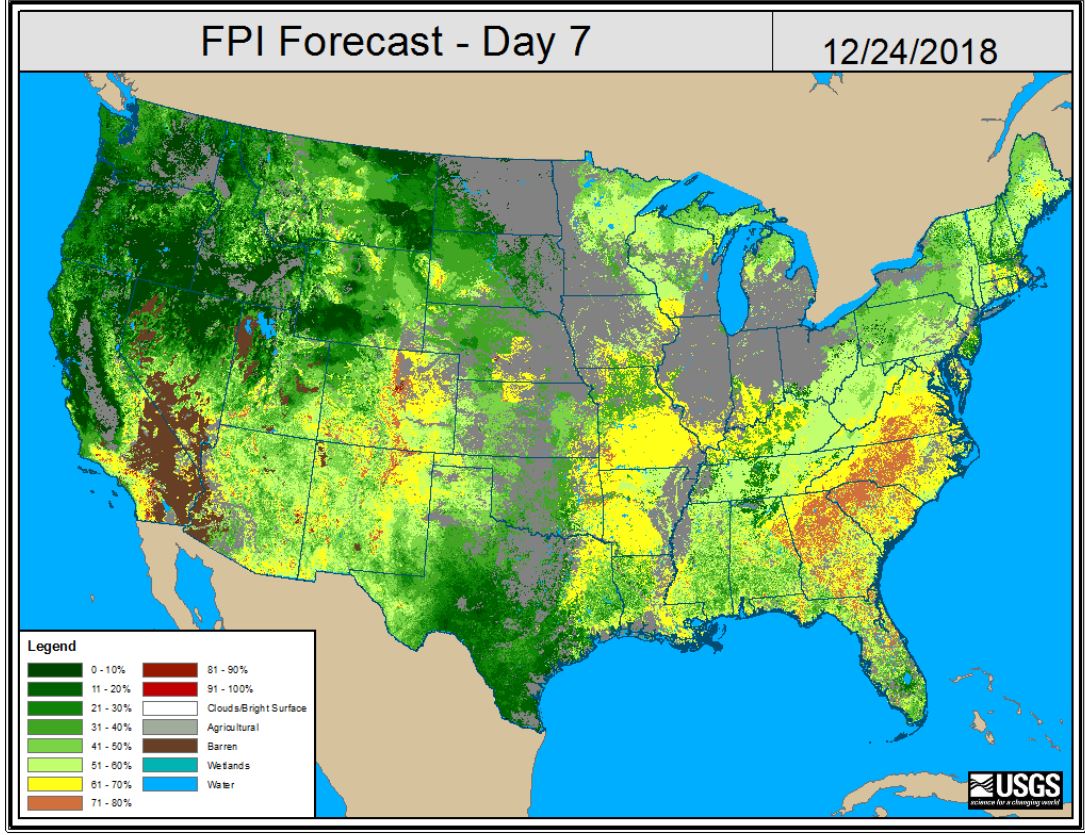 FPI Forecast - Day 7
12/24/2018
Legend
0 - 10%
11 - 20%
21 - 30%
31 - 40%
41 - 50%
51 - 60%
61 - 70%
71 - 80%
81 - 90%
91 - 100%
Clouds/Bright Surface
Agricultural
Barren
Wetlands
Water
USGS
science for a changing world